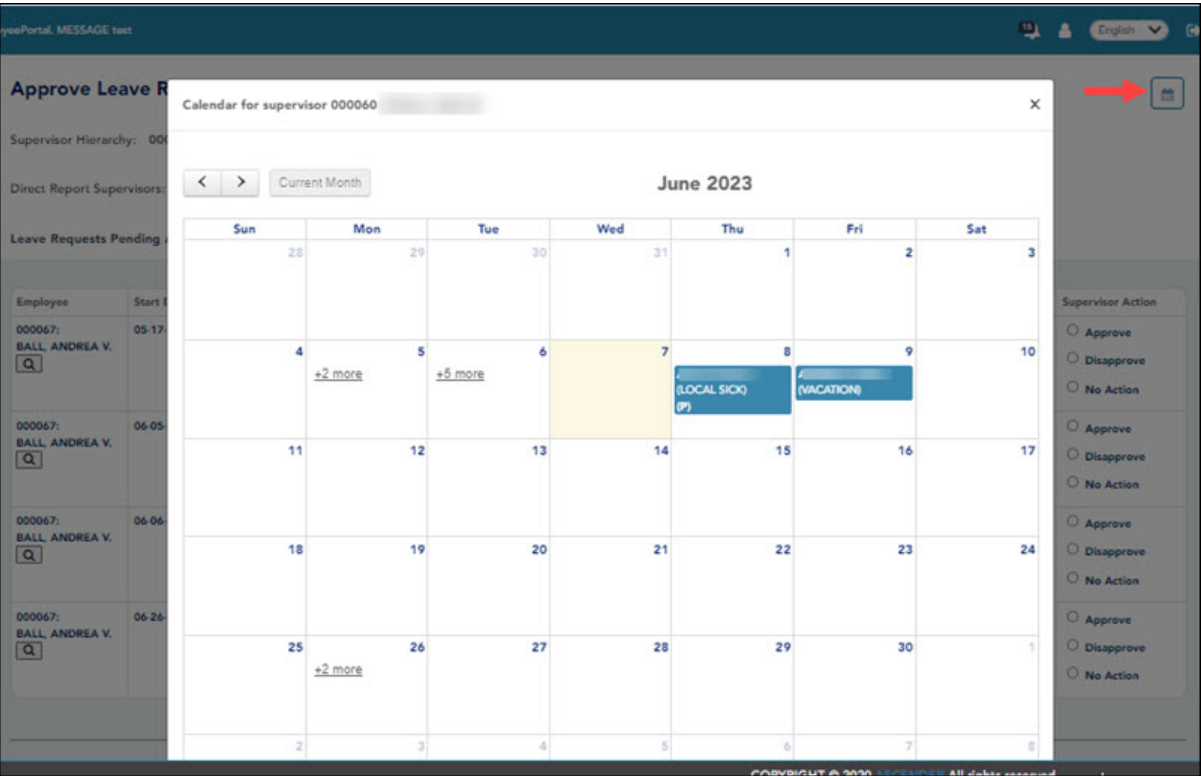 yeePortal. MESSAGE test
15
English
Approve Leave R
Calendar for supervisor 000060
×
Supervisor Hierarchy: 000
Direct Report Supervisors:
Leave Requests Pending
< > Current Month
June 2023
Sun Mon Tue Wed Thu Fri Sat
28 29 30 31 1 2 3
4 5 6 7 8 9 10
+2 more +5 more
(LOCAL SICK) (VACATION)
(P)
11 12 13 14 15 16 17
18 19 20 21 22 23 24
25 26 27 28 29 30 1
+2 more
2 3 4 5 6 7 8
Employee Start D
000067: 05-17-
BALL, ANDREA V.
000067: 06-05-
BALL, ANDREA V.
000067: 06-06-
BALL, ANDREA V.
000067: 06-26-
BALL, ANDREA V.
Supervisor Action
Approve
Disapprove
No Action
Approve
Disapprove
No Action
Approve
Disapprove
No Action
Approve
Disapprove
No Action
COPYRIGHT © 2020 ASCENDER All rights reserved